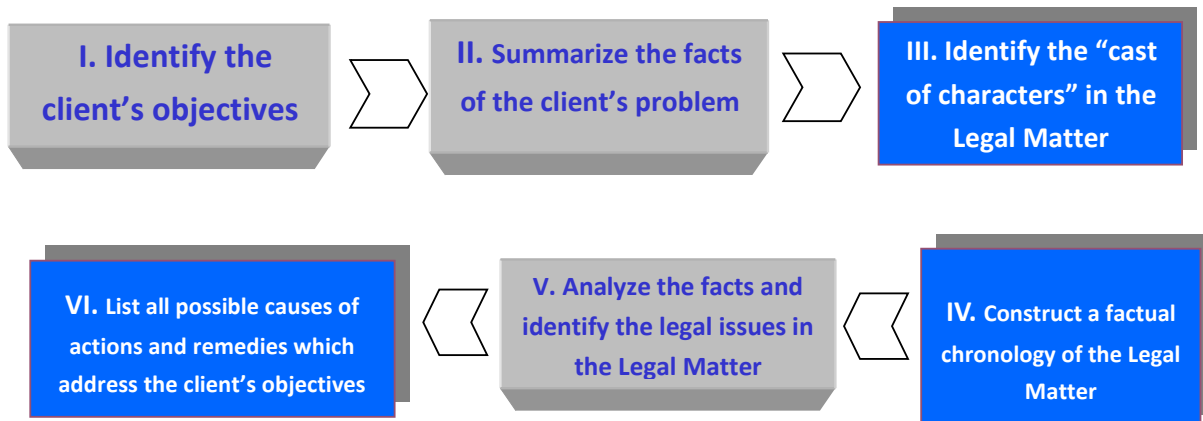 I. Identify the
client’s objectives
II. Summarize the facts
of the client’s problem
III. Identify the “cast
of characters” in the
Legal Matter
IV. Construct a factual
chronology of the Legal
Matter
V. Analyze the facts and
identify the legal issues in
the Legal Matter
VI. List all possible causes of
actions and remedies which
address the client’s objectives